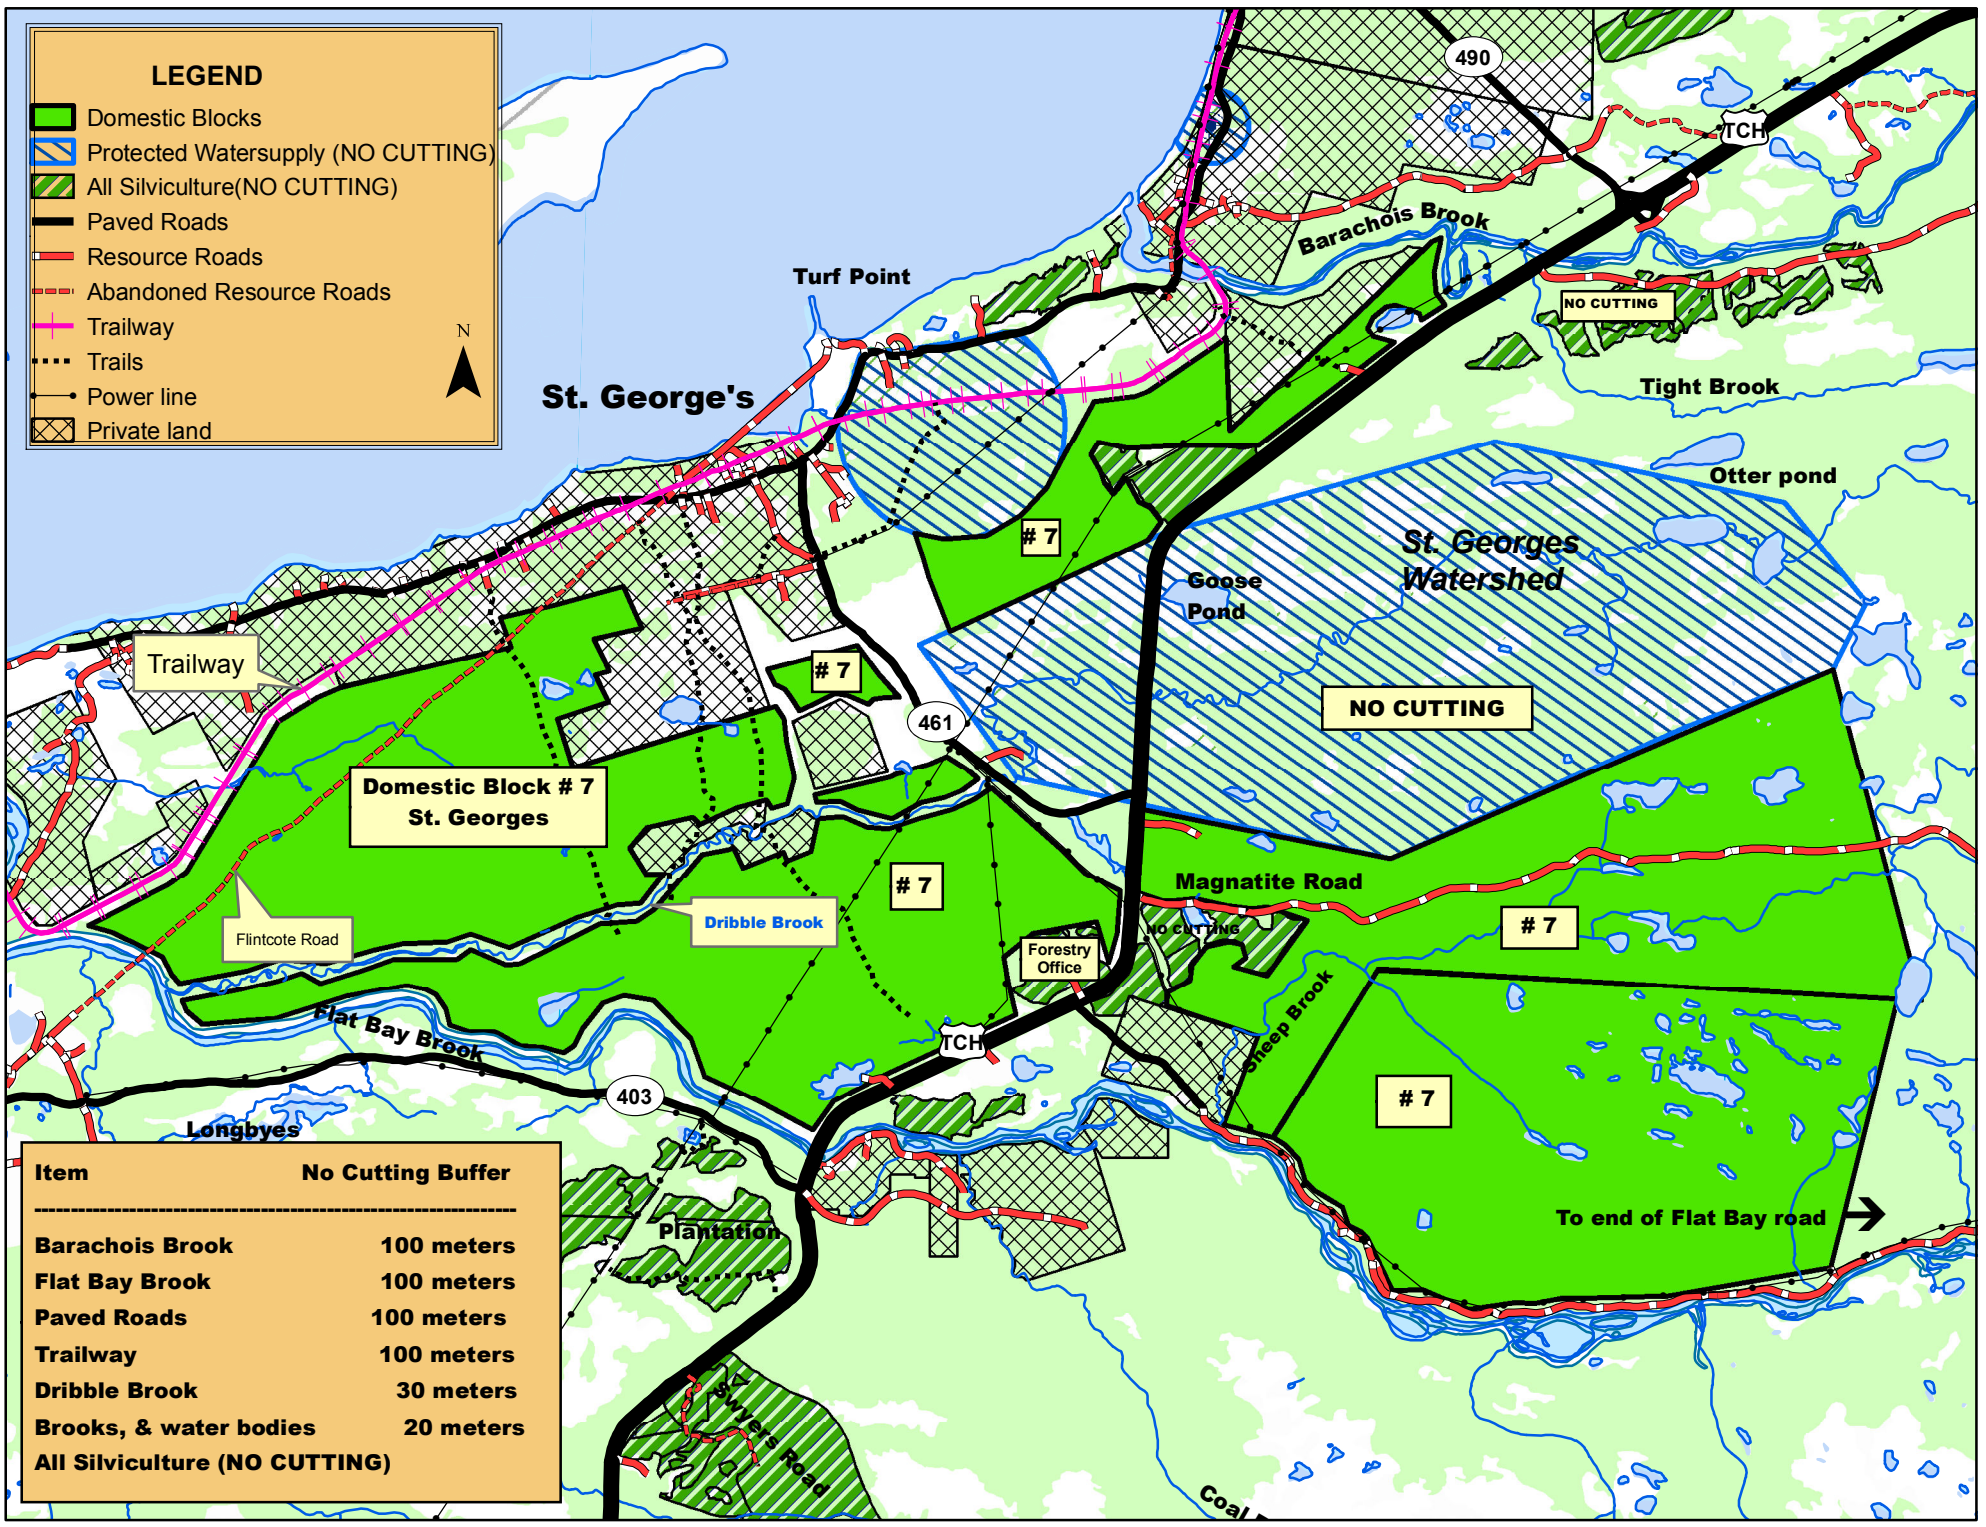 LEGEND
Domestic Blocks
Protected Watersupply (NO CUTTING)
All Silviculture(NO CUTTING)
Paved Roads
Resource Roads
Abandoned Resource Roads
Trailway
Trails
Power line
Private land
N
490
TCH
Barachois Brook
Turf Point
NO CUTTING
St. George's
Tight Brook
Otter pond
# 7
St. Georges
Watershed
Goose
Pond
Trailway
# 7
NO CUTTING
461
Domestic Block # 7
St. Georges
# 7
Magnatite Road
Dribble Brook
# 7
Flintcote Road
NO CUTTING
Forestry
Office
Sheep Brook
Flat Bay Brook
TCH
403
# 7
Longbyes
To end of Flat Bay road
Plantation
Swyers Road
Coal
Item No Cutting Buffer
-------------------------------------------------------------------
Barachois Brook 100 meters
Flat Bay Brook 100 meters
Paved Roads 100 meters
Trailway 100 meters
Dribble Brook 30 meters
Brooks, & water bodies 20 meters
All Silviculture (NO CUTTING)